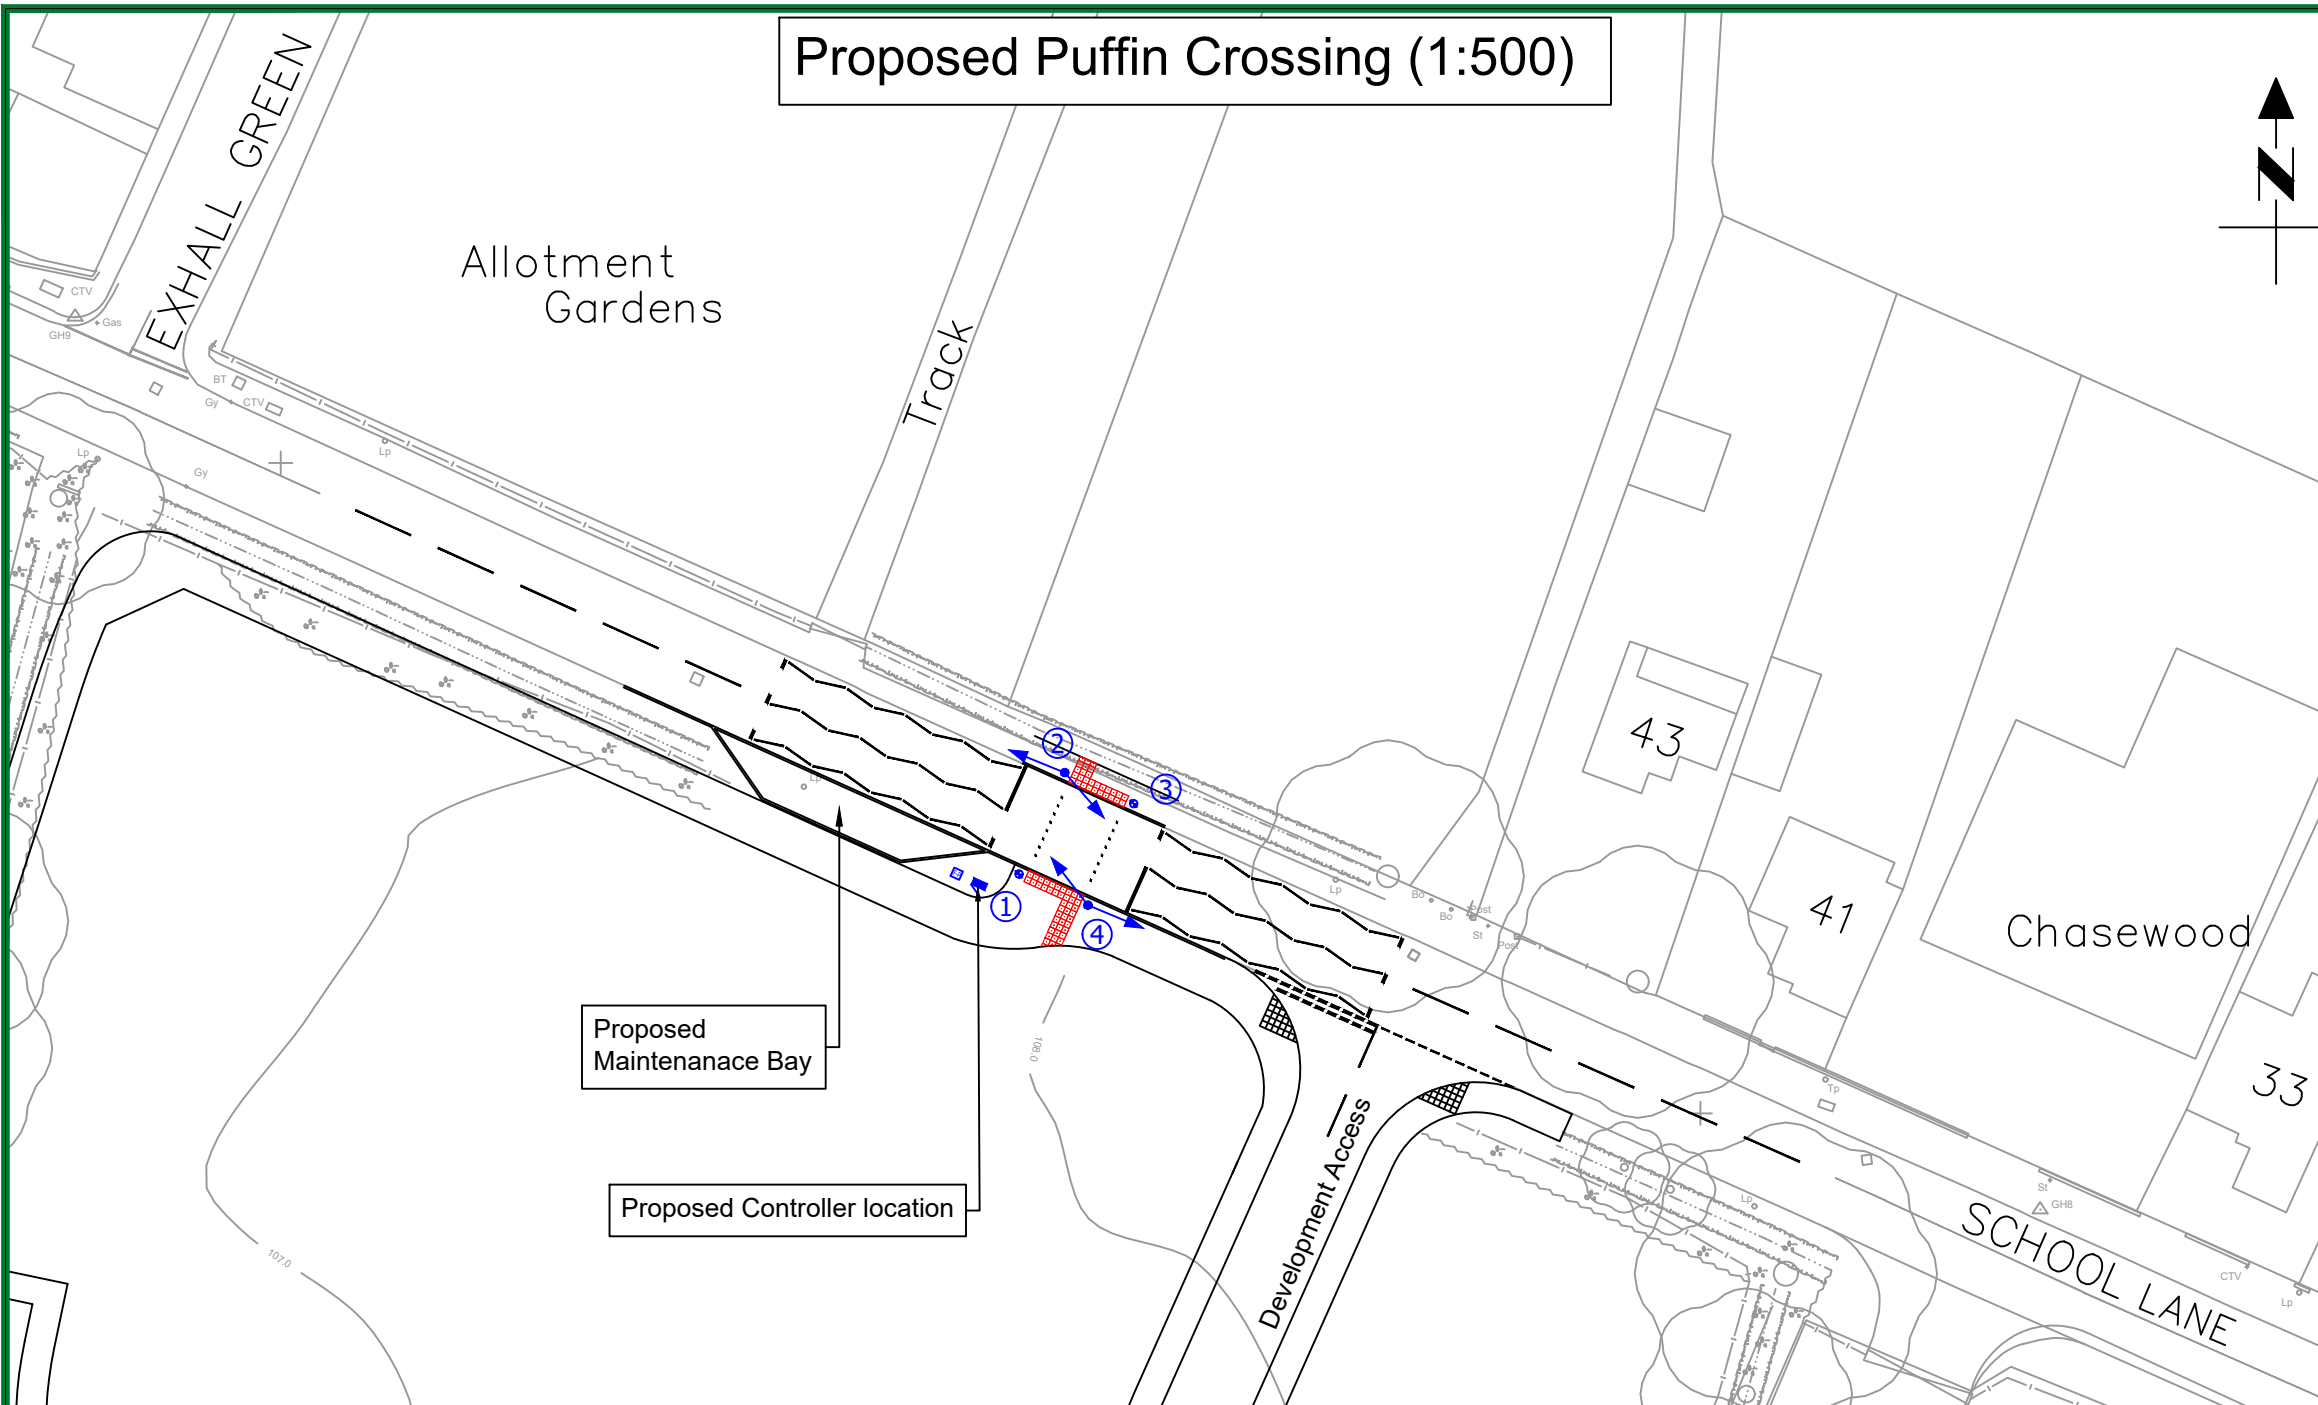 Proposed Puffin Crossing (1:500)
N
EXHALL GREEN
Allotment
Gardens
Track
CTV
Gas
GH9
BT
Gy
CTV
Lp
Lp
Gy
Lp
2
3
1
4
43
41
Chasewood
33
Lp
Bo
Bo
Post
St
Post
Tp
Proposed
Maintenanace Bay
108.0
Proposed Controller location
107.0
Development Access
Lp
St
GH8
SCHOOL LANE
CTV
Lp